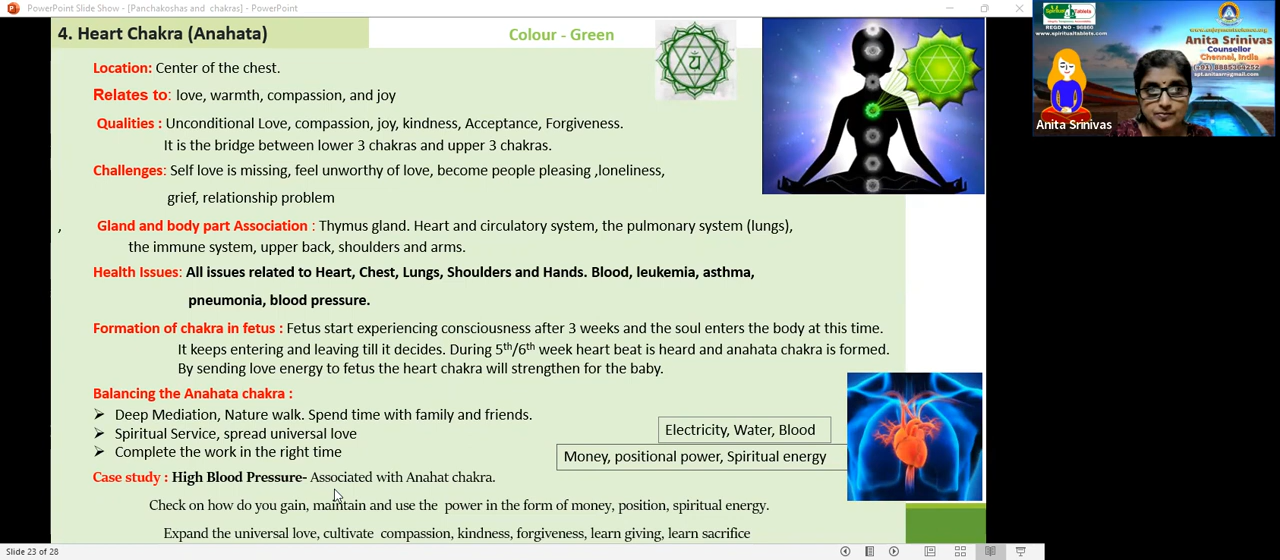 PowerPoint Slide Show - [Panchakoshas and chakras] - PowerPoint
4. Heart Chakra (Anahata)
Colour - Green
Location: Center of the chest.
Relates to: love, warmth, compassion, and joy
Qualities : Unconditional Love, compassion, joy, kindness, Acceptance, Forgiveness.
It is the bridge between lower 3 chakras and upper 3 chakras.
Challenges: Self love is missing, feel unworthy of love, become people pleasing ,loneliness,
grief, relationship problem
, Gland and body part Association : Thymus gland. Heart and circulatory system, the pulmonary system (lungs),
the immune system, upper back, shoulders and arms.
Health Issues: All issues related to Heart, Chest, Lungs, Shoulders and Hands. Blood, leukemia, asthma,
pneumonia, blood pressure.
Formation of chakra in fetus : Fetus start experiencing consciousness after 3 weeks and the soul enters the body at this time.
It keeps entering and leaving till it decides. During 5th/6th week heart beat is heard and anahata chakra is formed.
By sending love energy to fetus the heart chakra will strengthen for the baby.
Balancing the Anahata chakra :
➢ Deep Mediation, Nature walk. Spend time with family and friends.
➢ Spiritual Service, spread universal love
➢ Complete the work in the right time
Electricity, Water, Blood
Money, positional power, Spiritual energy
Case study : High Blood Pressure- Associated with Anahat chakra.
Check on how do you gain, maintain and use the power in the form of money, position, spiritual energy.
Expand the universal love, cultivate compassion, kindness, forgiveness, learn giving, learn sacrifice
Slide 23 of 28
Spiritual Tablets
REGD NO - 96860
www.spiritualtablets.com
Anita Srinivas
Counsellor
Chennai, India
Anita Srinivas